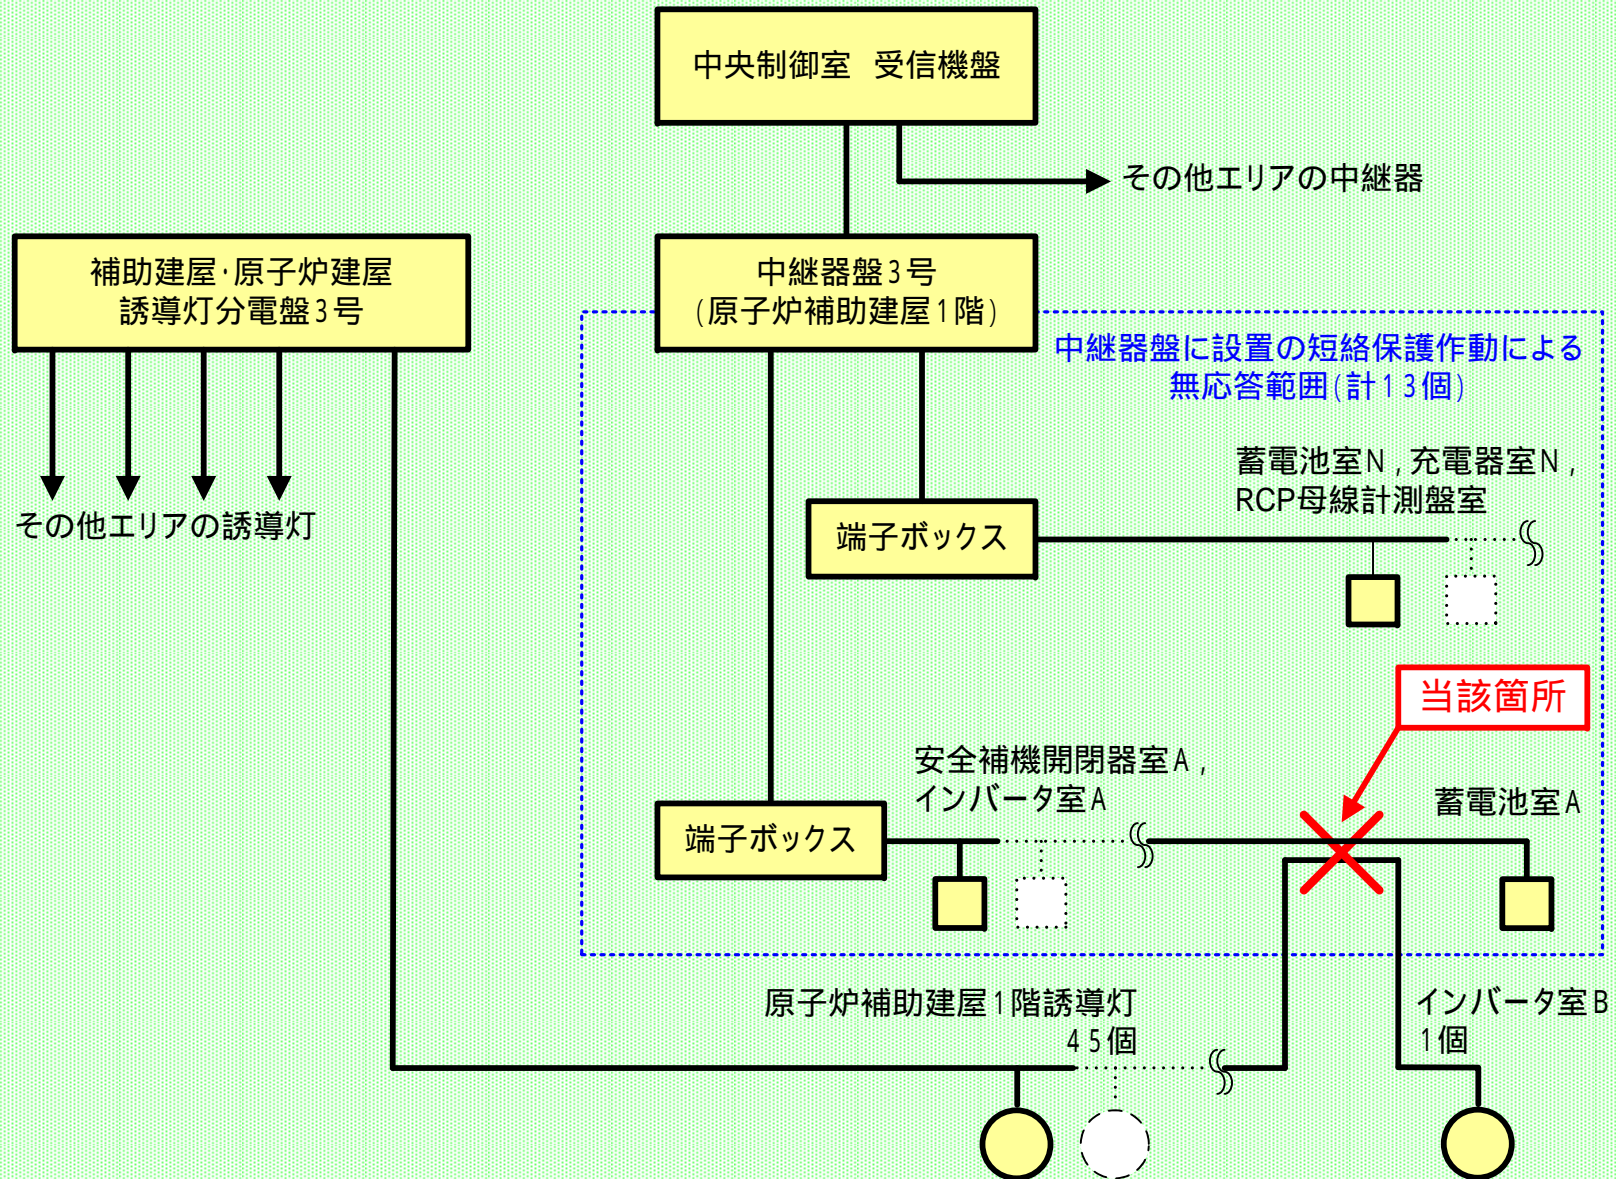 中央制御室 受信機盤
その他エリアの中継器
補助建屋・原子炉建屋
誘導灯分電盤3号
中継器盤3号
(原子炉補助建屋1階)
中継器盤に設置の短絡保護作動による
無応答範囲(計13個)
蓄電池室N,充電器室N,
RCP母線計測盤室
その他エリアの誘導灯
端子ボックス
当該箇所
安全補機開閉器室A,
インバータ室A
蓄電池室A
端子ボックス
原子炉補助建屋1階誘導灯
45個
インバータ室B
1個